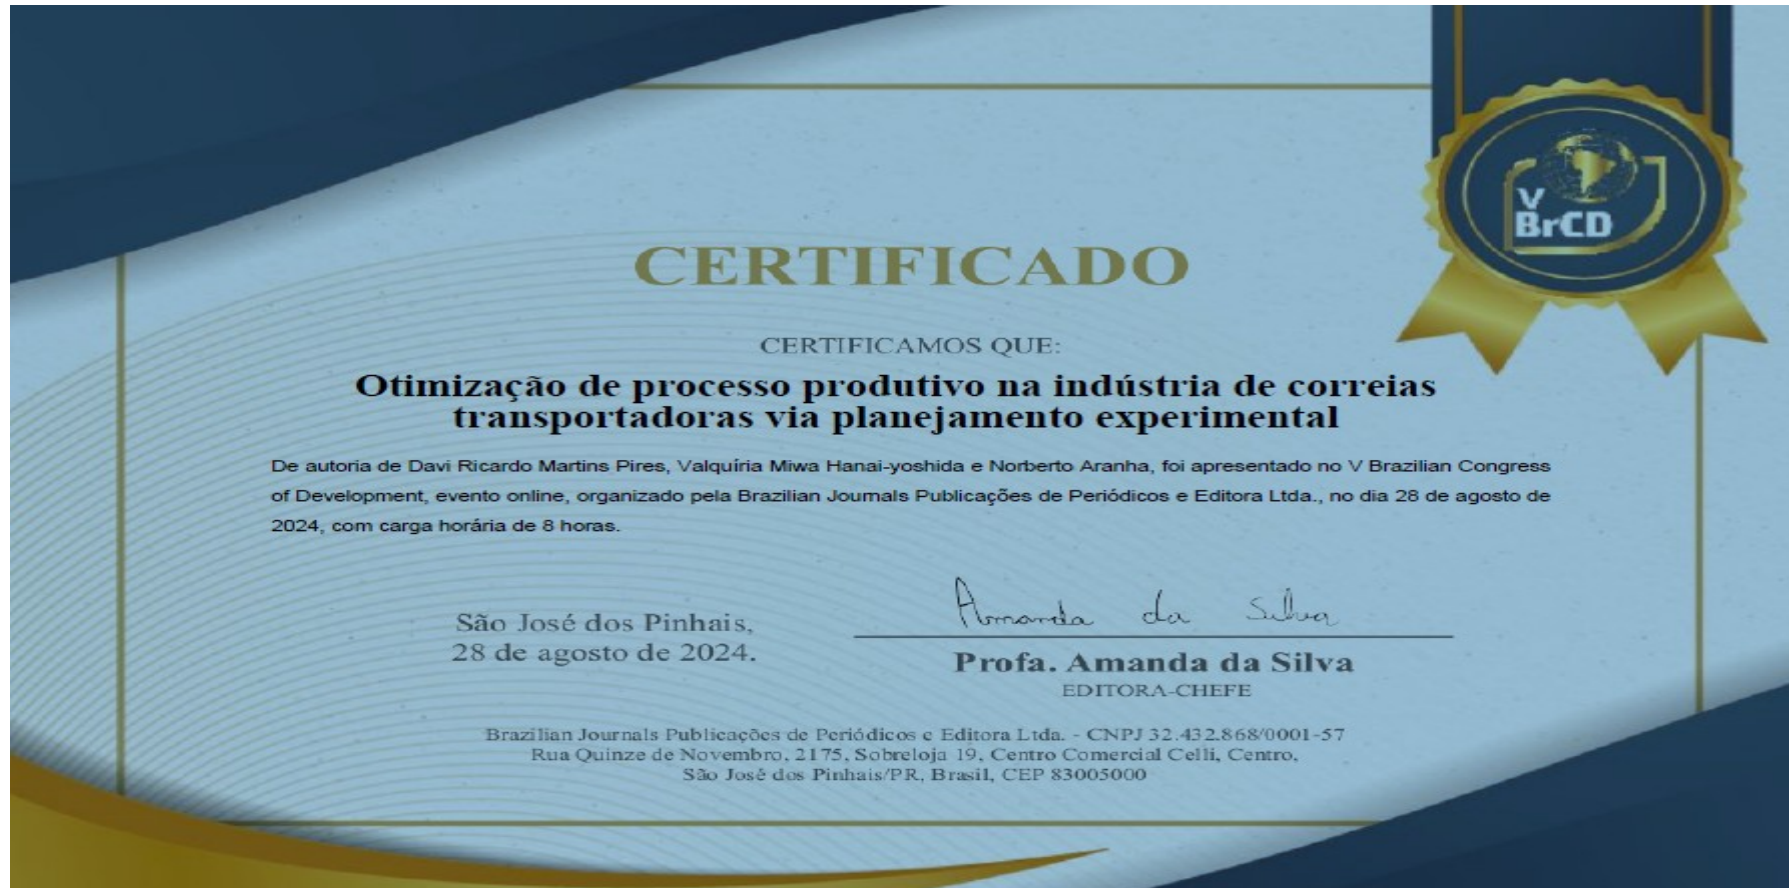 V
BrCD
CERTIFICADO
CERTIFICAMOS QUE:
Otimização de processo produtivo na indústria de correias
transportadoras via planejamento experimental
De autoria de Davi Ricardo Martins Pires, Valquíria Miwa Hanai-yoshida e Norberto Aranha, foi apresentado no V Brazilian Congress
of Development, evento online, organizado pela Brazilian Journals Publicações de Periódicos e Editora Ltda., no dia 28 de agosto de
2024, com carga horária de 8 horas.
São José dos Pinhais,
28 de agosto de 2024.
Amanda da Silva
Profa. Amanda da Silva
EDITORA-CHEFE
Brazilian Journals Publicações de Periódicos e Editora Ltda. - CNPJ 32.432.868/0001-57
Rua Quinze de Novembro, 2175, Sobreloja 19, Centro Comercial Celli, Centro,
São José dos Pinhais/PR, Brasil, CEP 83005000